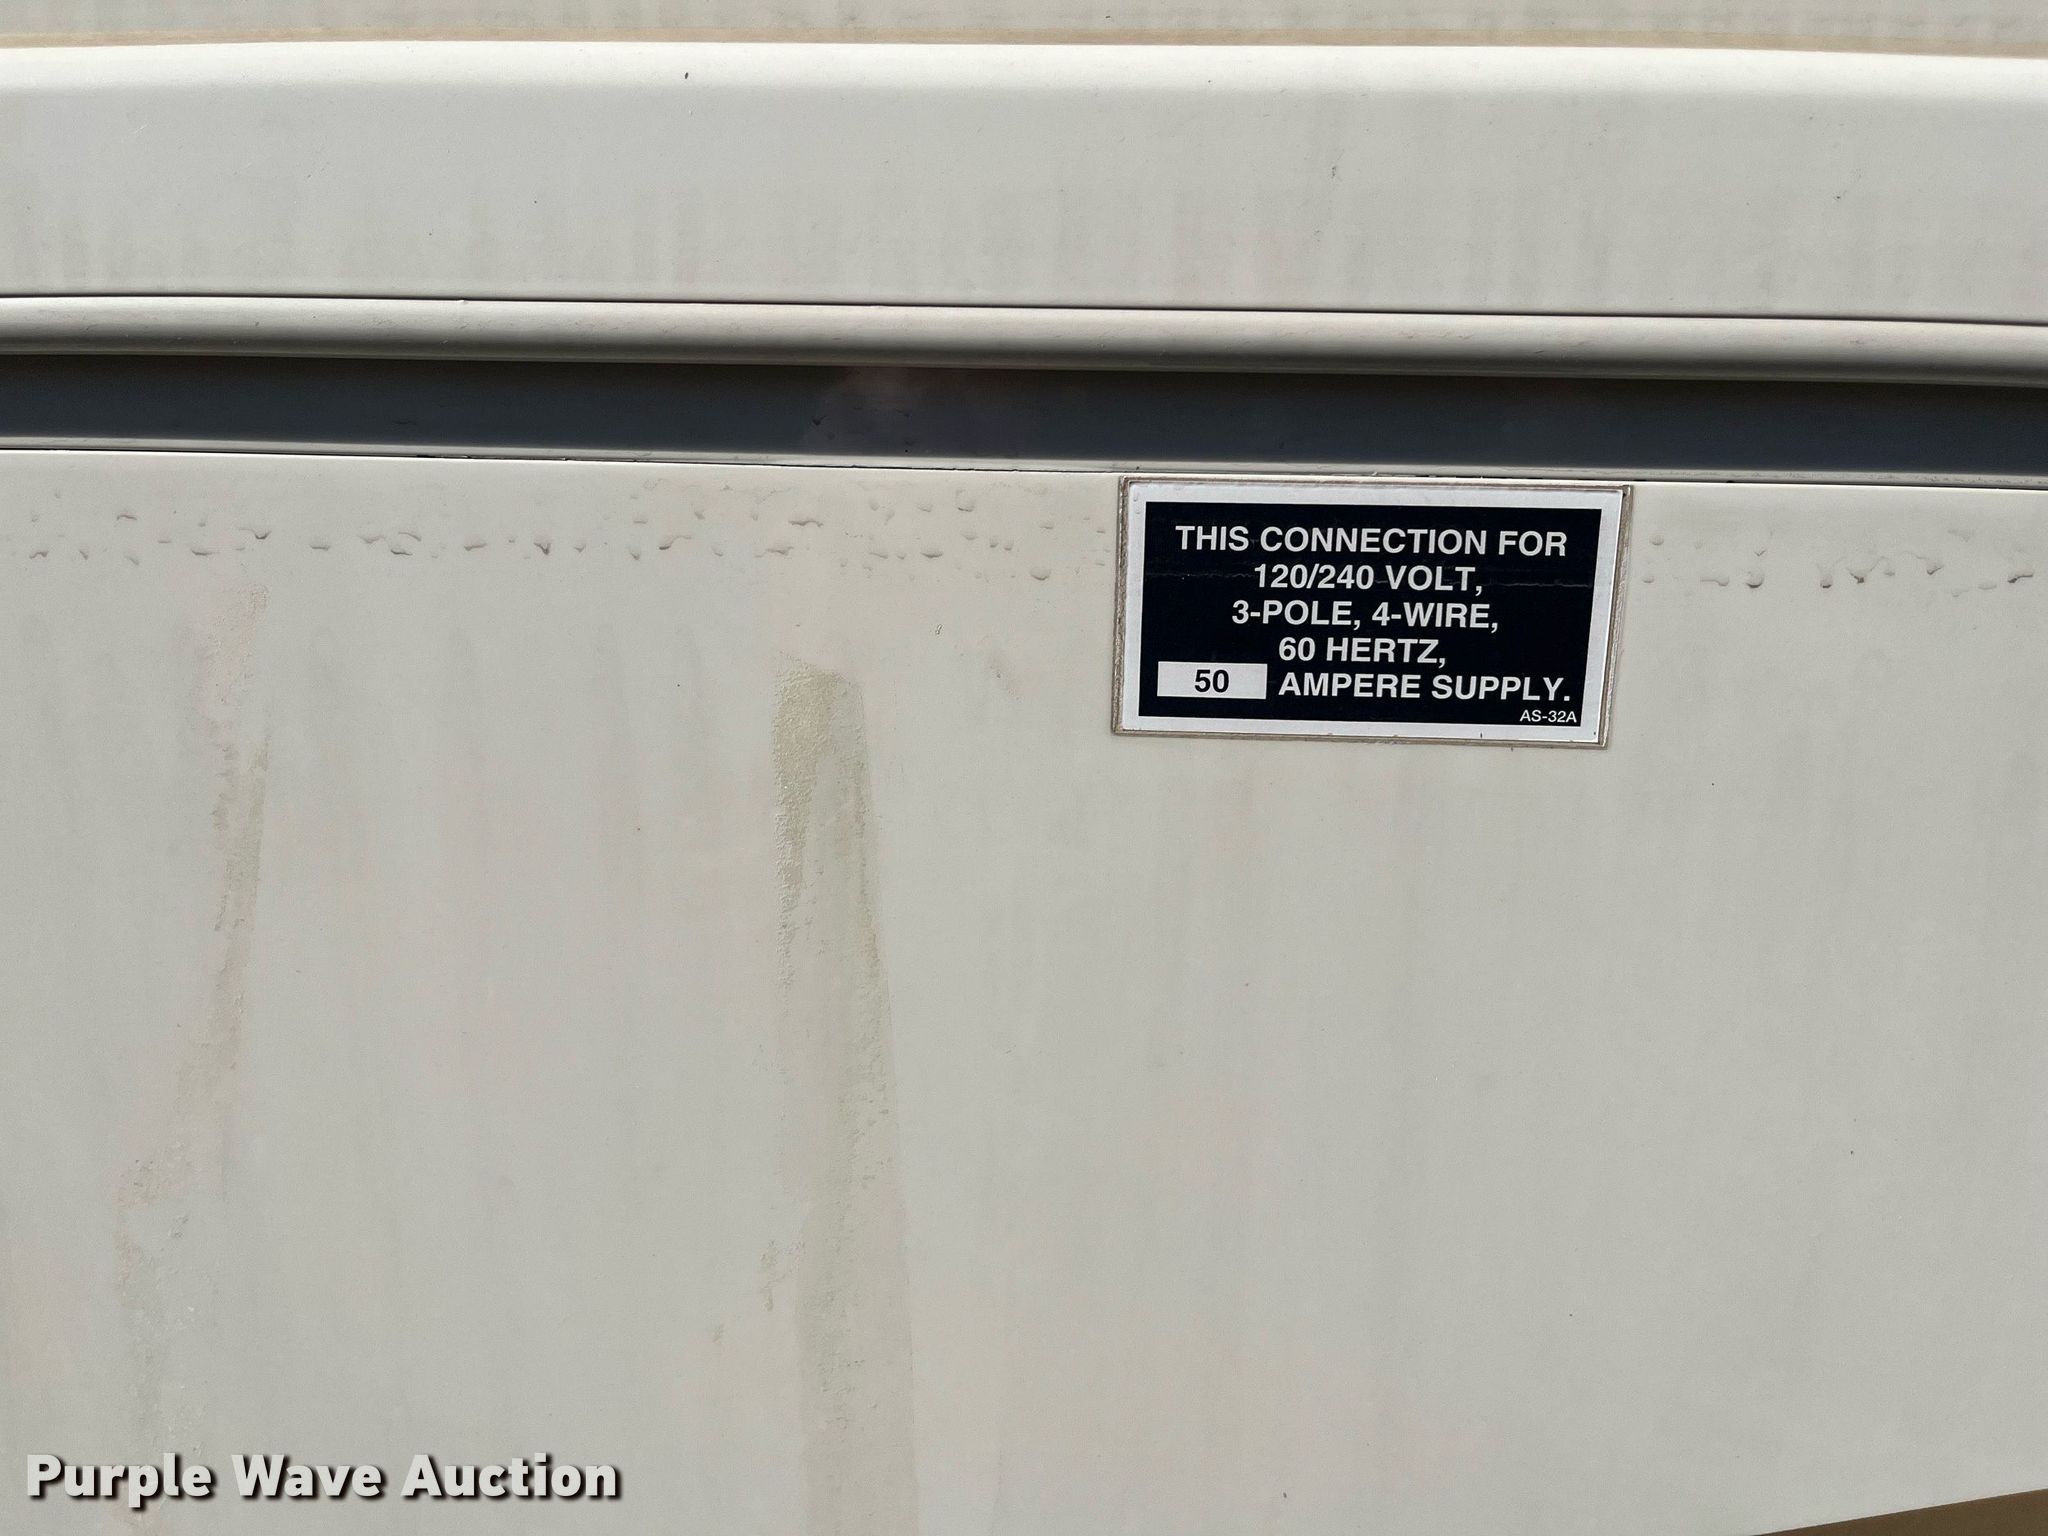 THIS CONNECTION FOR
120/240 VOLT,
3-POLE, 4-WIRE,
60 HERTZ,
50 AMPERE SUPPLY.
AS-32A
Purple Wave Auction